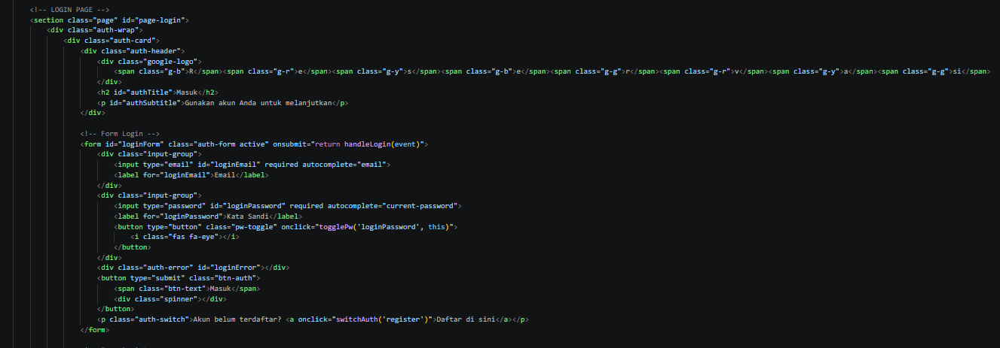 <!-- LOGIN PAGE -->
<section class="page" id="page-login">
<div class="auth-wrap">
<div class="auth-card">
<div class="auth-header">
<div class="google-logo">
<span class="g-b">R</span><span class="g-r">e</span><span class="g-y">s</span><span class="g-b">e</span><span class="g-g">r</span><span class="g-r">v</span><span class="g-y">a</span><span class="g-g">si</span>
</div>
<h2 id="authTitle">Masuk</h2>
<p id="authSubtitle">Gunakan akun Anda untuk melanjutkan</p>
</div>
<!-- Form Login -->
<form id="loginForm" class="auth-form active" onsubmit="return handleLogin(event)">
<div class="input-group">
<input type="email" id="loginEmail" required autocomplete="email">
<label for="loginEmail">Email</label>
</div>
<div class="input-group">
<input type="password" id="loginPassword" required autocomplete="current-password">
<label for="loginPassword">Kata Sandi</label>
<button type="button" class="pw-toggle" onclick="togglePw('loginPassword', this)">
<i class="fas fa-eye"></i>
</button>
</div>
<div class="auth-error" id="loginError"></div>
<button type="submit" class="btn-auth">
<span class="btn-text">Masuk</span>
<div class="spinner"></div>
</button>
<p class="auth-switch">Akun belum terdaftar? <a onclick="switchAuth('register')">Daftar di sini</a></p>
</form>